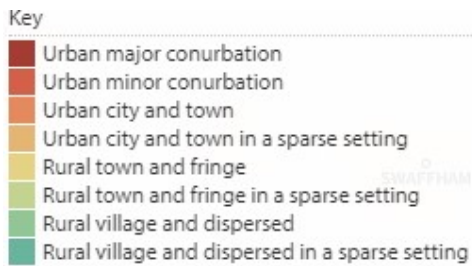 Key
Urban major conurbation
Urban minor conurbation
Urban city and town
Urban city and town in a sparse setting
Rural town and fringe
SWAFFHAM
Rural town and fringe in a sparse setting
Rural village and dispersed
Rural village and dispersed in a sparse setting